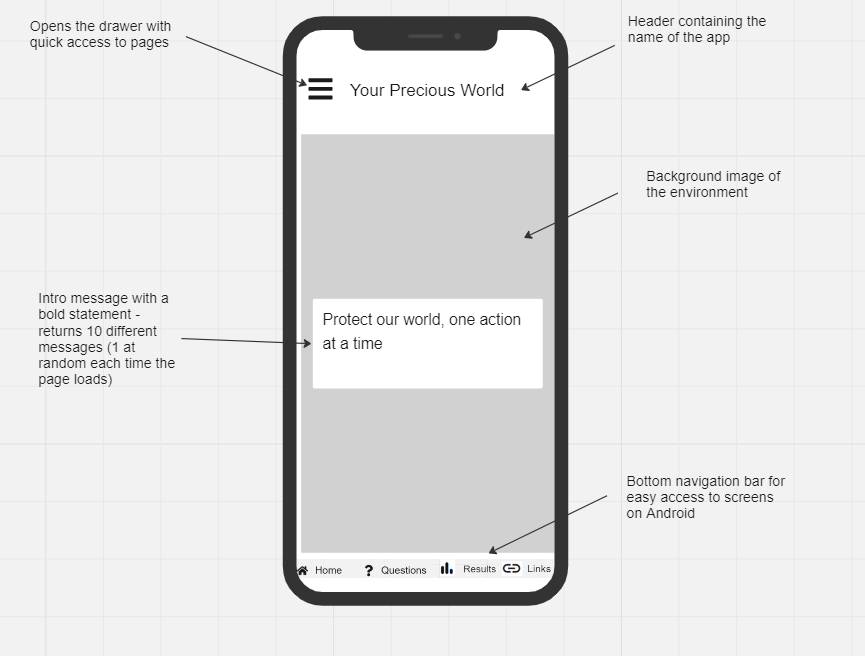 Opens the drawer with
quick access to pages
Header containing the
name of the app
Your Precious World
Background image of
the environment
Intro message with a
bold statement -
returns 10 different
messages (1 at
random each time the
page loads)
Protect our world, one action
at a time
Bottom navigation bar for
easy access to screens
on Android
Home
Questions
Results
Links